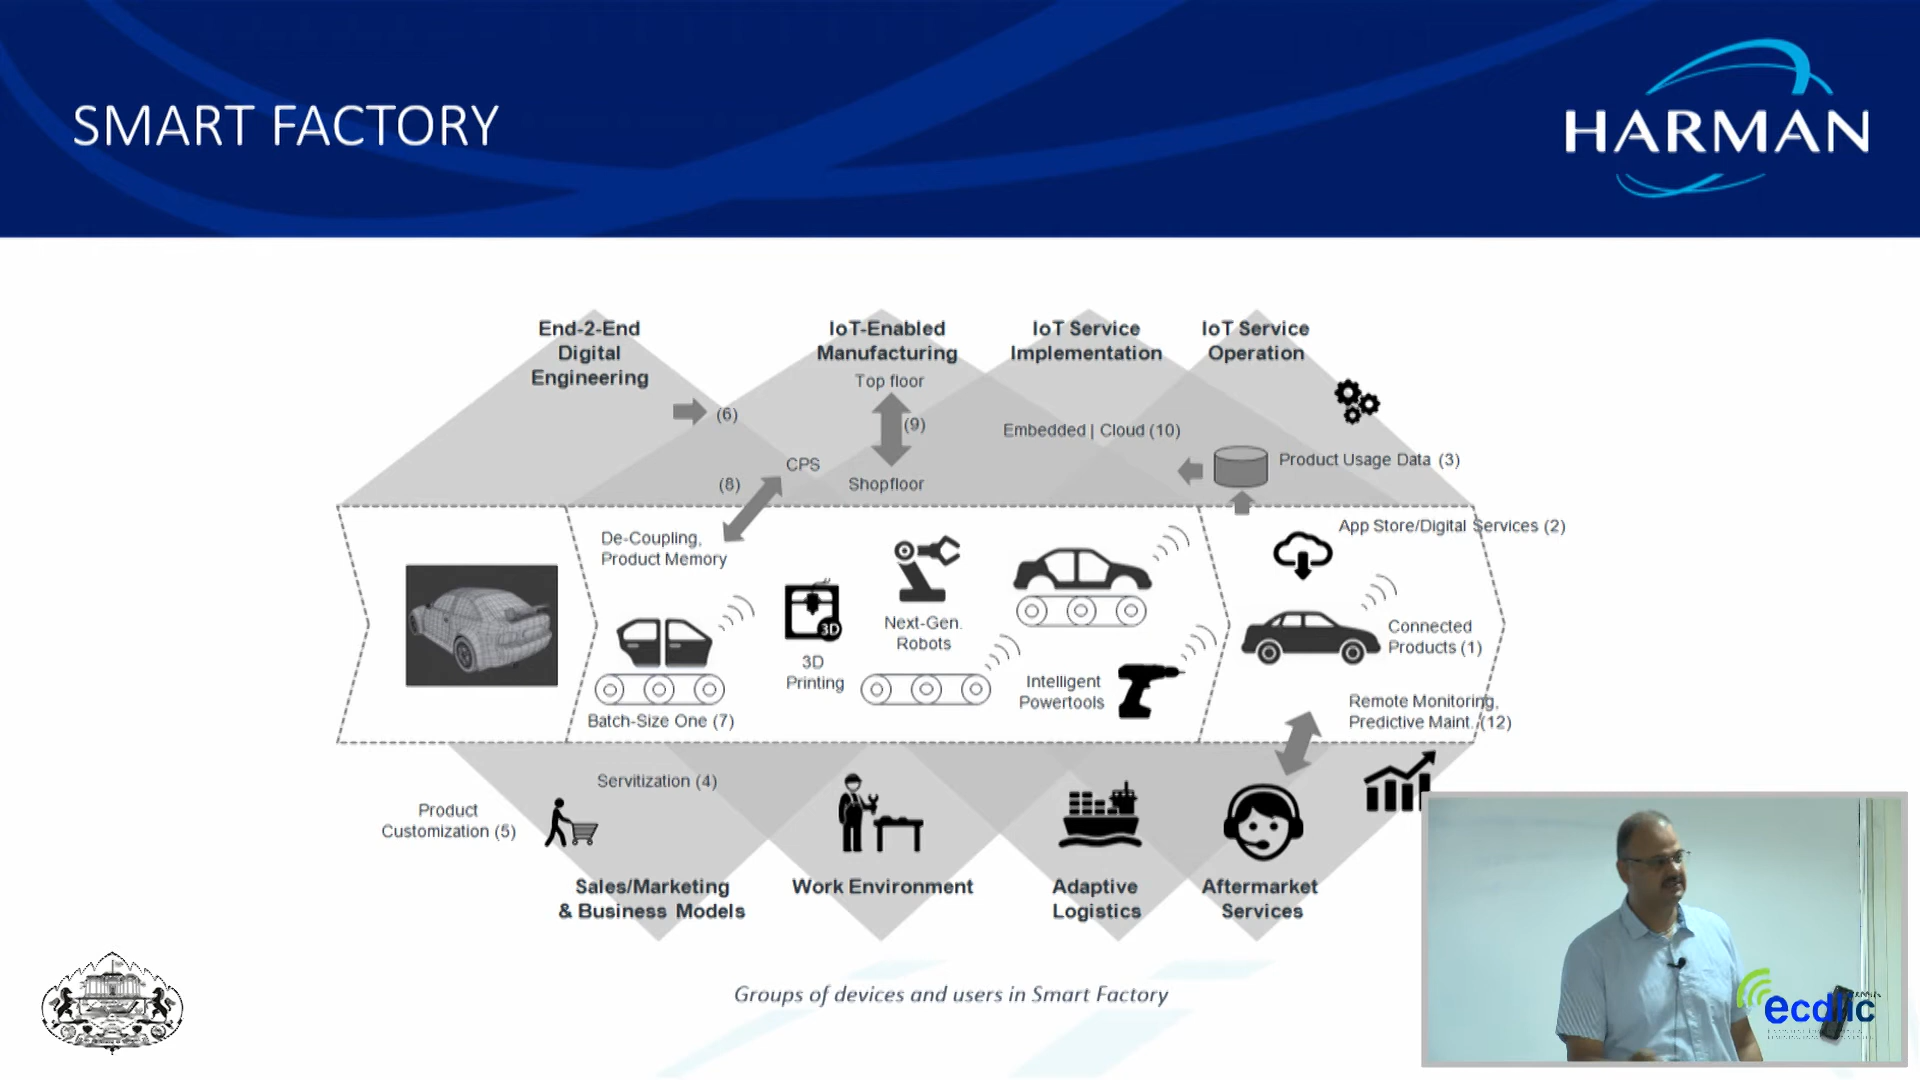 SMART FACTORY
HARMAN
End-2-End
Digital
Engineering
IoT-Enabled
Manufacturing
IoT Service
Implementation
IoT Service
Operation
Top floor
(6)
(9)
Embedded | Cloud (10)
CPS
Product Usage Data (3)
(8)
Shopfloor
App Store/Digital Services (2)
De-Coupling,
Product Memory
3D
Next-Gen.
Robots
Connected
Products (1)
3D
Printing
Intelligent
Powertools
Remote Monitoring,
Predictive Maint. (12)
Batch-Size One (7)
Servitization (4)
Product
Customization (5)
Sales/Marketing
& Business Models
Work Environment
Adaptive
Logistics
Aftermarket
Services
Groups of devices and users in Smart Factory
ecdlic